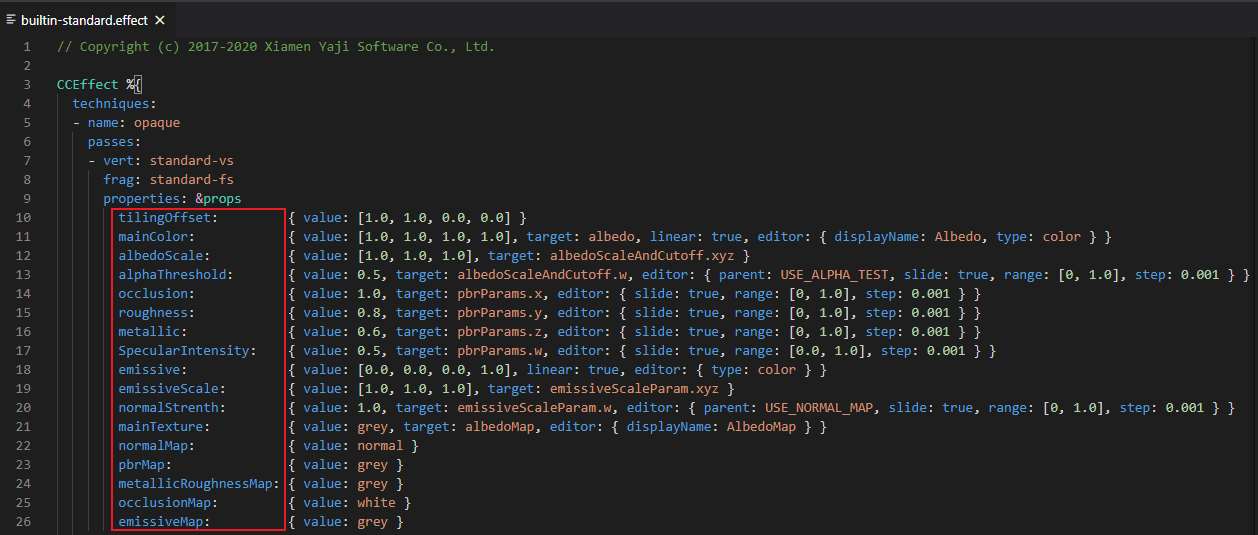 builtin-standard.effect ×
1 // Copyright (c) 2017-2020 Xiamen Yaji Software Co., Ltd.
2
3 CCEffect %{
4 techniques:
5 - name: opaque
6 passes:
7 - vert: standard-vs
8 frag: standard-fs
9 properties: &props
10 tilingOffset: { value: [1.0, 1.0, 0.0, 0.0] }
11 mainColor: { value: [1.0, 1.0, 1.0, 1.0], target: albedo, linear: true, editor: { displayName: Albedo, type: color } }
12 albedoScale: { value: [1.0, 1.0, 1.0], target: albedoScaleAndCutoff.xyz }
13 alphaThreshold: { value: 0.5, target: albedoScaleAndCutoff.w, editor: { parent: USE_ALPHA_TEST, slide: true, range: [0, 1.0], step: 0.001 } }
14 occlusion: { value: 1.0, target: pbrParams.x, editor: { slide: true, range: [0, 1.0], step: 0.001 } }
15 roughness: { value: 0.8, target: pbrParams.y, editor: { slide: true, range: [0, 1.0], step: 0.001 } }
16 metallic: { value: 0.6, target: pbrParams.z, editor: { slide: true, range: [0, 1.0], step: 0.001 } }
17 SpecularIntensity: { value: 0.5, target: pbrParams.w, editor: { slide: true, range: [0.0, 1.0], step: 0.001 } }
18 emissive: { value: [0.0, 0.0, 0.0, 1.0], linear: true, editor: { type: color } }
19 emissiveScale: { value: [1.0, 1.0, 1.0], target: emissiveScaleParam.xyz }
20 normalStrenth: { value: 1.0, target: emissiveScaleParam.w, editor: { parent: USE_NORMAL_MAP, slide: true, range: [0, 1.0], step: 0.001 } }
21 mainTexture: { value: grey, target: albedoMap, editor: { displayName: AlbedoMap } }
22 normalMap: { value: normal }
23 pbrMap: { value: grey }
24 metallicRoughnessMap: { value: grey }
25 occlusionMap: { value: white }
26 emissiveMap: { value: grey }